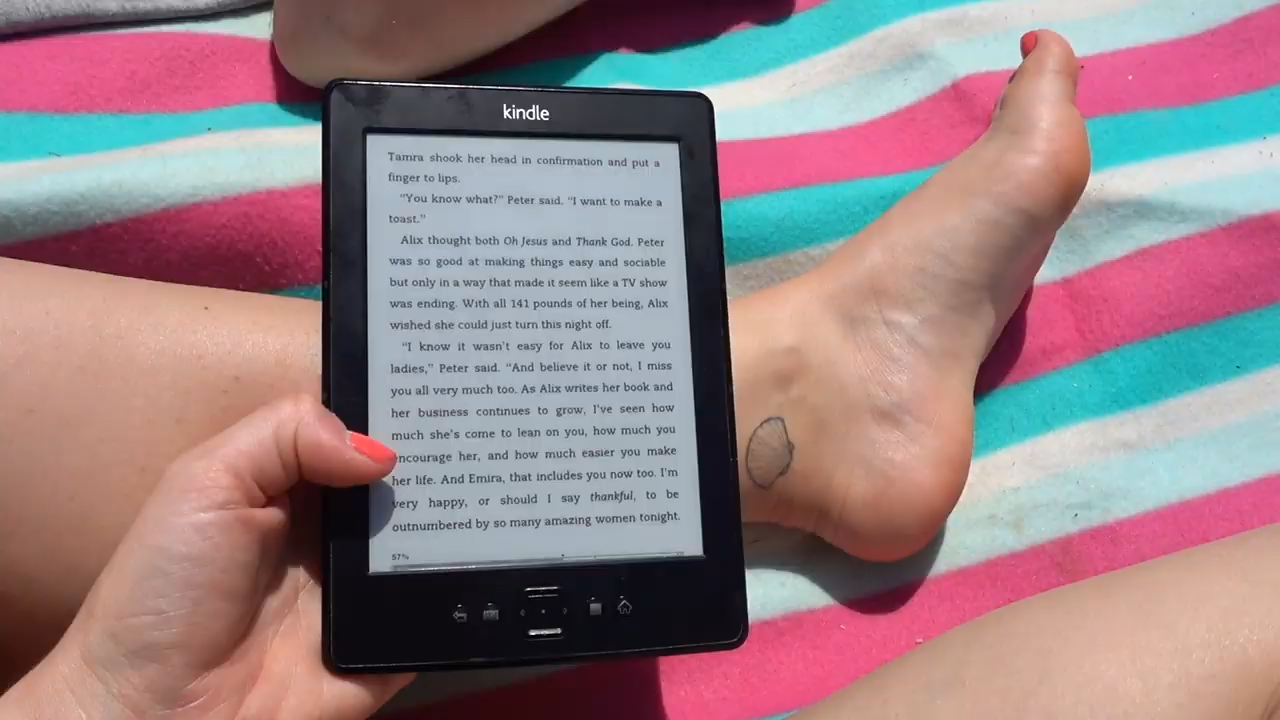 kindle
Tamra shook her head in confirmation and put a
finger to lips.
“You know what?” Peter said. “I want to make a
toast.”
Alix thought both Oh Jesus and Thank God. Peter
was so good at making things easy and sociable
but only in a way that made it seem like a TV show
was ending. With all 141 pounds of her being, Alix
wished she could just turn this night off.
“I know it wasn’t easy for Alix to leave you
ladies,” Peter said. “And believe it or not, I miss
you all very much too. As Alix writes her book and
her business continues to grow, I’ve seen how
much she’s come to lean on you, how much you
encourage her, and how much easier you make
her life. And Emira, that includes you now too. I’m
very happy, or should I say thankful, to be
outnumbered by so many amazing women tonight.
57%